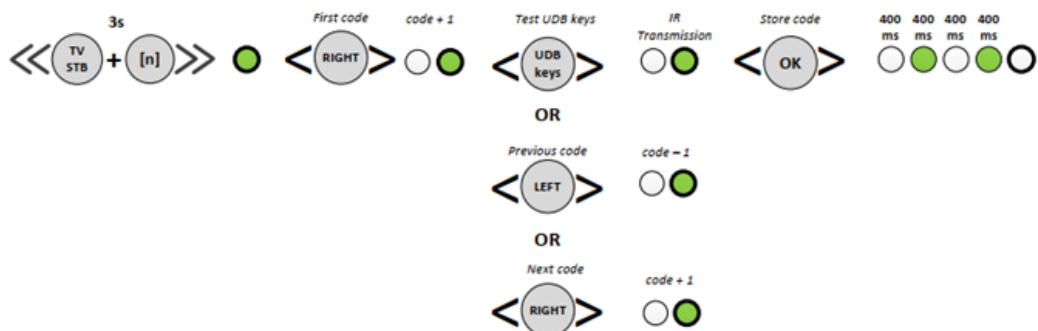 3s
TV
STB
+
[n]
First code
RIGHT
code + 1
Test UDB keys
UDB
keys
IR
Transmission
Store code
OK
400
ms
400
ms
400
ms
400
ms
OR
Previous code
LEFT
code – 1
OR
Next code
RIGHT
code + 1